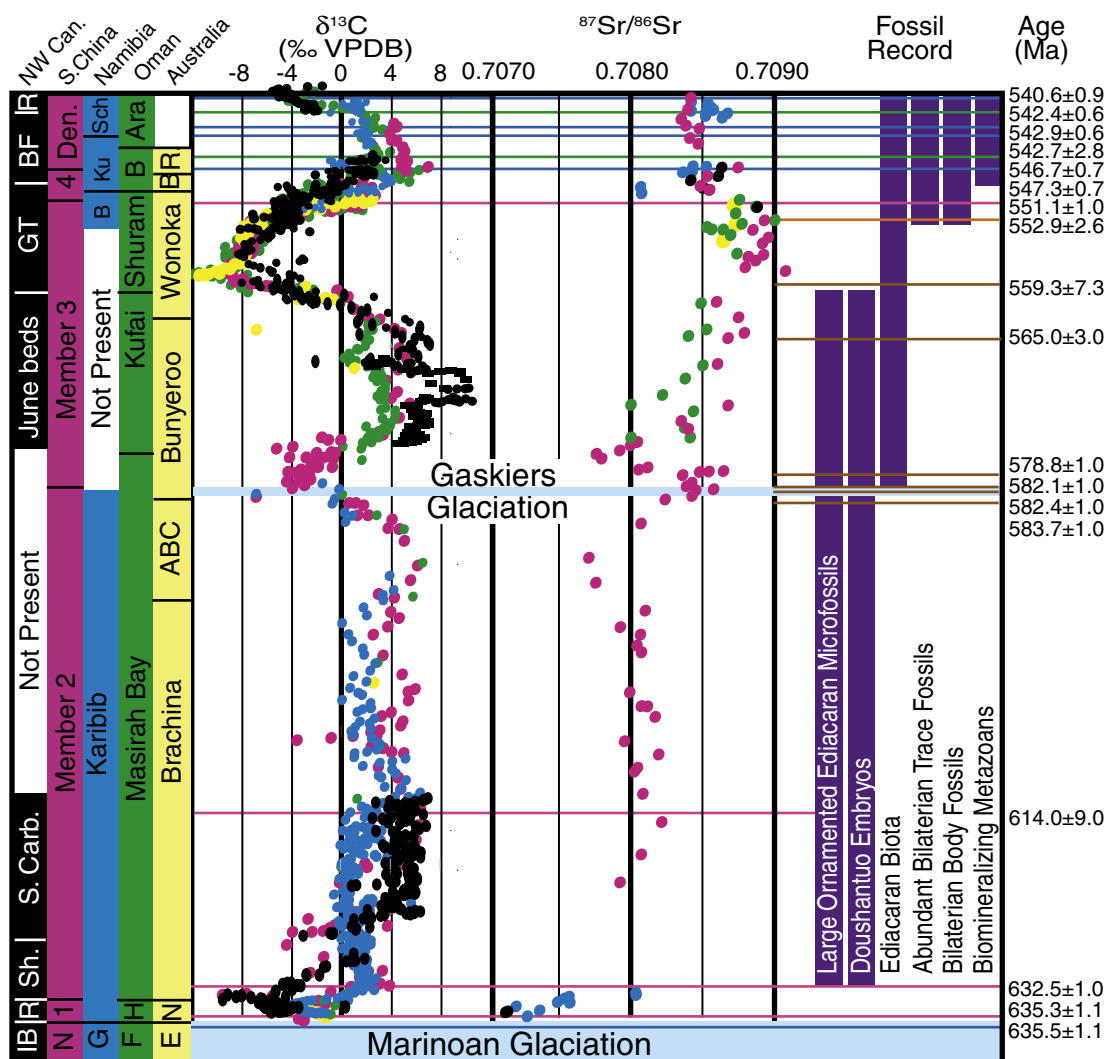 NW Can.
S.China
Namibia
Oman
Australia
δ13C
(‰ VPDB)
87Sr/86Sr
Fossil
Record
Age
(Ma)
-8 -4 0 4 8 0.7070 0.7080 0.7090
IR
BF
GT
June beds
Not Present
S. Carb.
Sh.
IR
IB
Den.
4
Member 3
Member 2
1
N
Sch
Ku
B
Not Present
Karibib
G
Ara
B
Shuram
Kufai
Masirah Bay
H
F
BR
Wonoka
Bunyeroo
ABC
Brachina
N
E
Gaskiers
Glaciation
Marinoan Glaciation
Large Ornamented Ediacaran Microfossils
Doushantuo Embryos
Ediacaran Biota
Abundant Bilaterian Trace Fossils
Bilaterian Body Fossils
Biomineralizing Metazoans
540.6±0.9
542.4±0.6
542.9±0.6
542.7±2.8
546.7±0.7
547.3±0.7
551.1±1.0
552.9±2.6
559.3±7.3
565.0±3.0
578.8±1.0
582.1±1.0
582.4±1.0
583.7±1.0
614.0±9.0
632.5±1.0
635.3±1.1
635.5±1.1